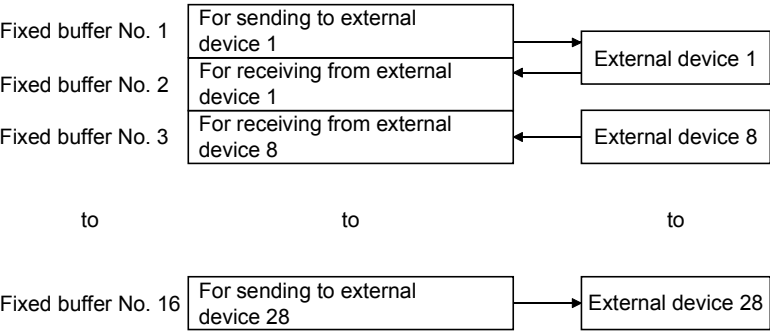 Fixed buffer No. 1
For sending to external
device 1
External device 1
Fixed buffer No. 2
For receiving from external
device 1
Fixed buffer No. 3
For receiving from external
device 8
External device 8
to
to
to
Fixed buffer No. 16
For sending to external
device 28
External device 28